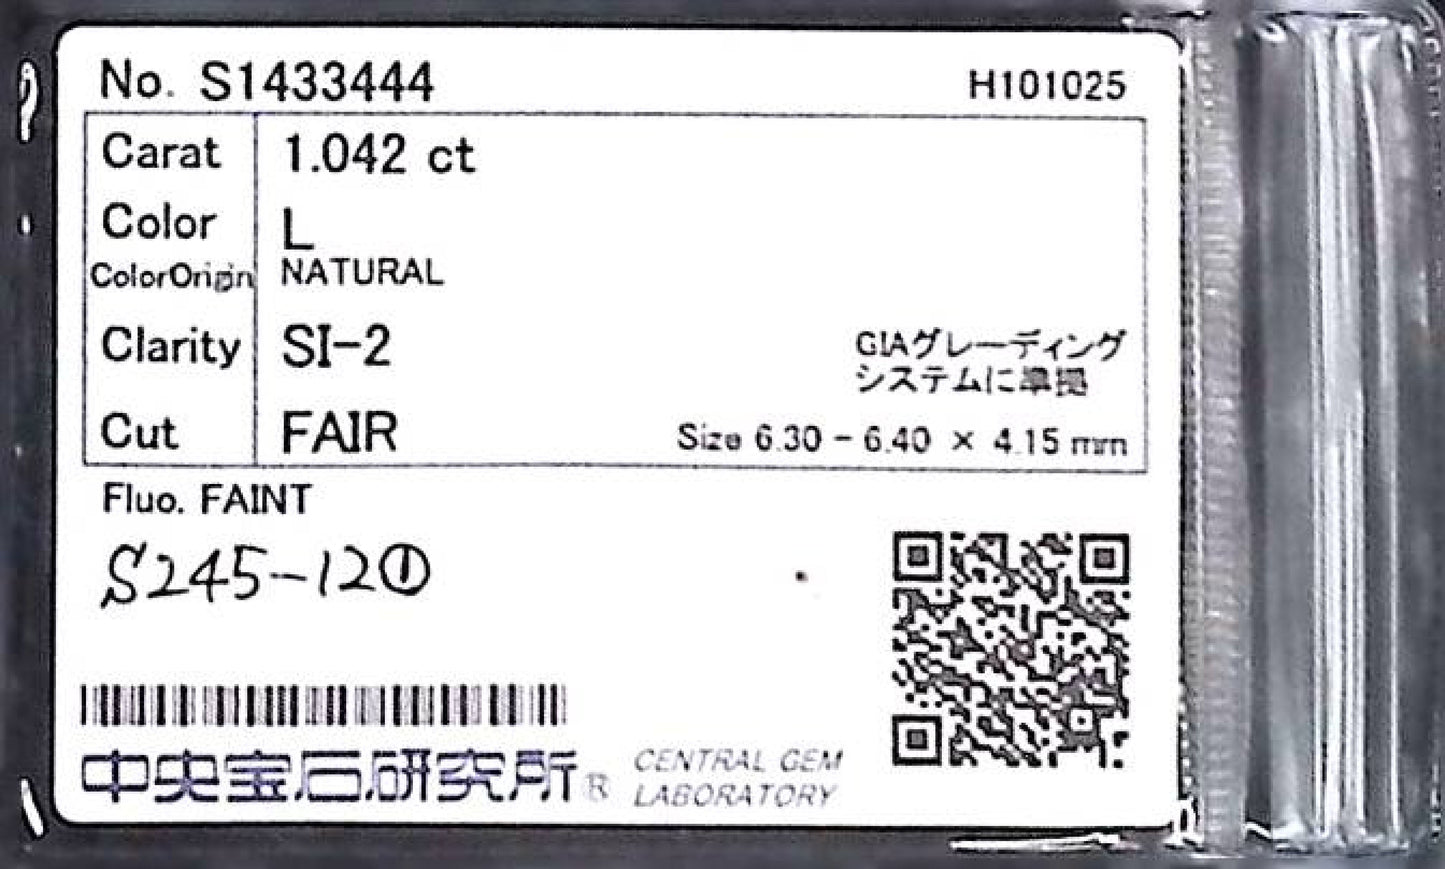 No. S1433444
H101025
Carat 1.042 ct
Color L
ColorOrigin NATURAL
Clarity SI-2
GIAグレーディング
システムに準拠
Cut FAIR
Size 6.30 - 6.40 × 4.15 mm
Fluo. FAINT
S245-12①
中央宝石研究所®
CENTRAL GEM
LABORATORY